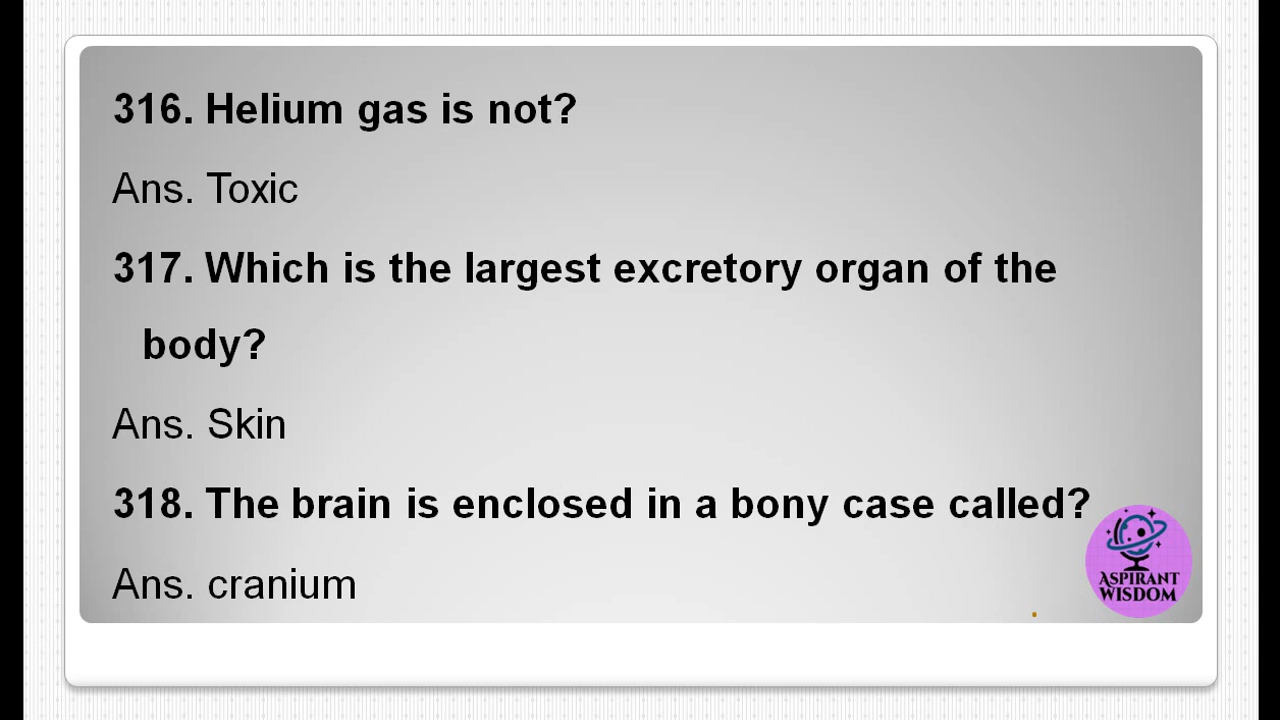 316. Helium gas is not?
Ans. Toxic
317. Which is the largest excretory organ of the
body?
Ans. Skin
318. The brain is enclosed in a bony case called?
Ans. cranium
ASPIRANT
WISDOM